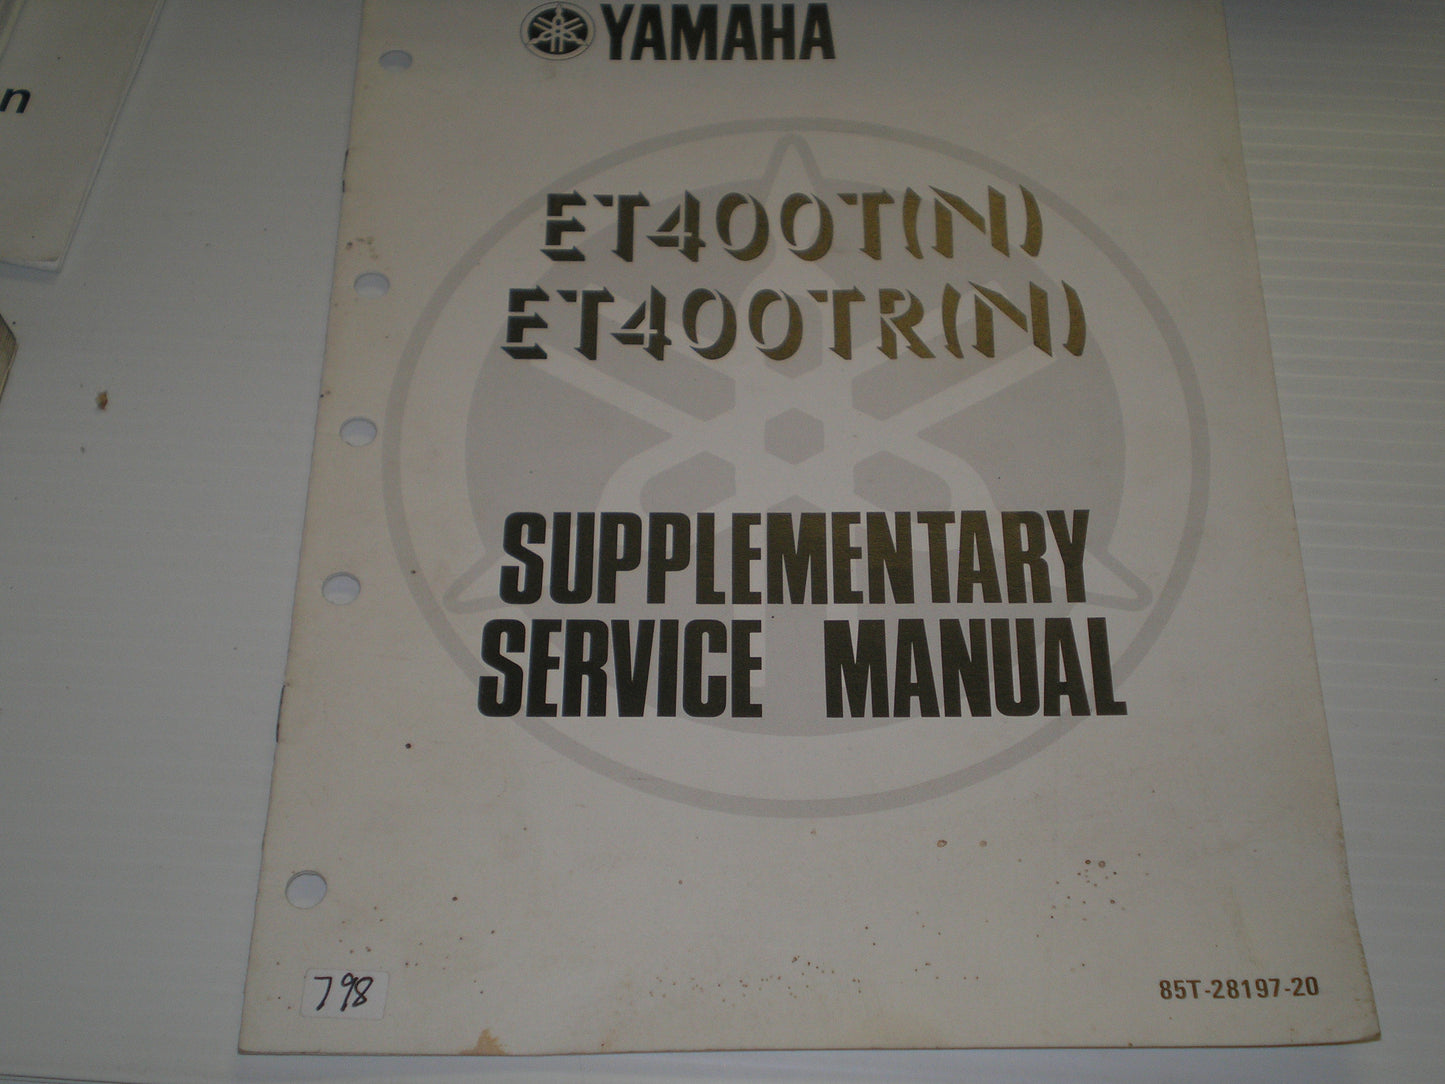 n
YAMAHA
ET400T(N)
ET400TR(N)
SUPPLEMENTARY
SERVICE MANUAL
798
85T-28197-20